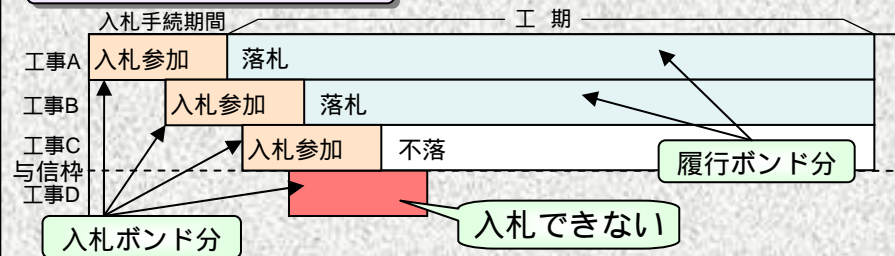 入札手続期間
工 期
工事A
入札参加
落札
工事B
入札参加
落札
工事C
入札参加
不落
与信枠
工事D
履行ボンド分
入札できない
入札ボンド分